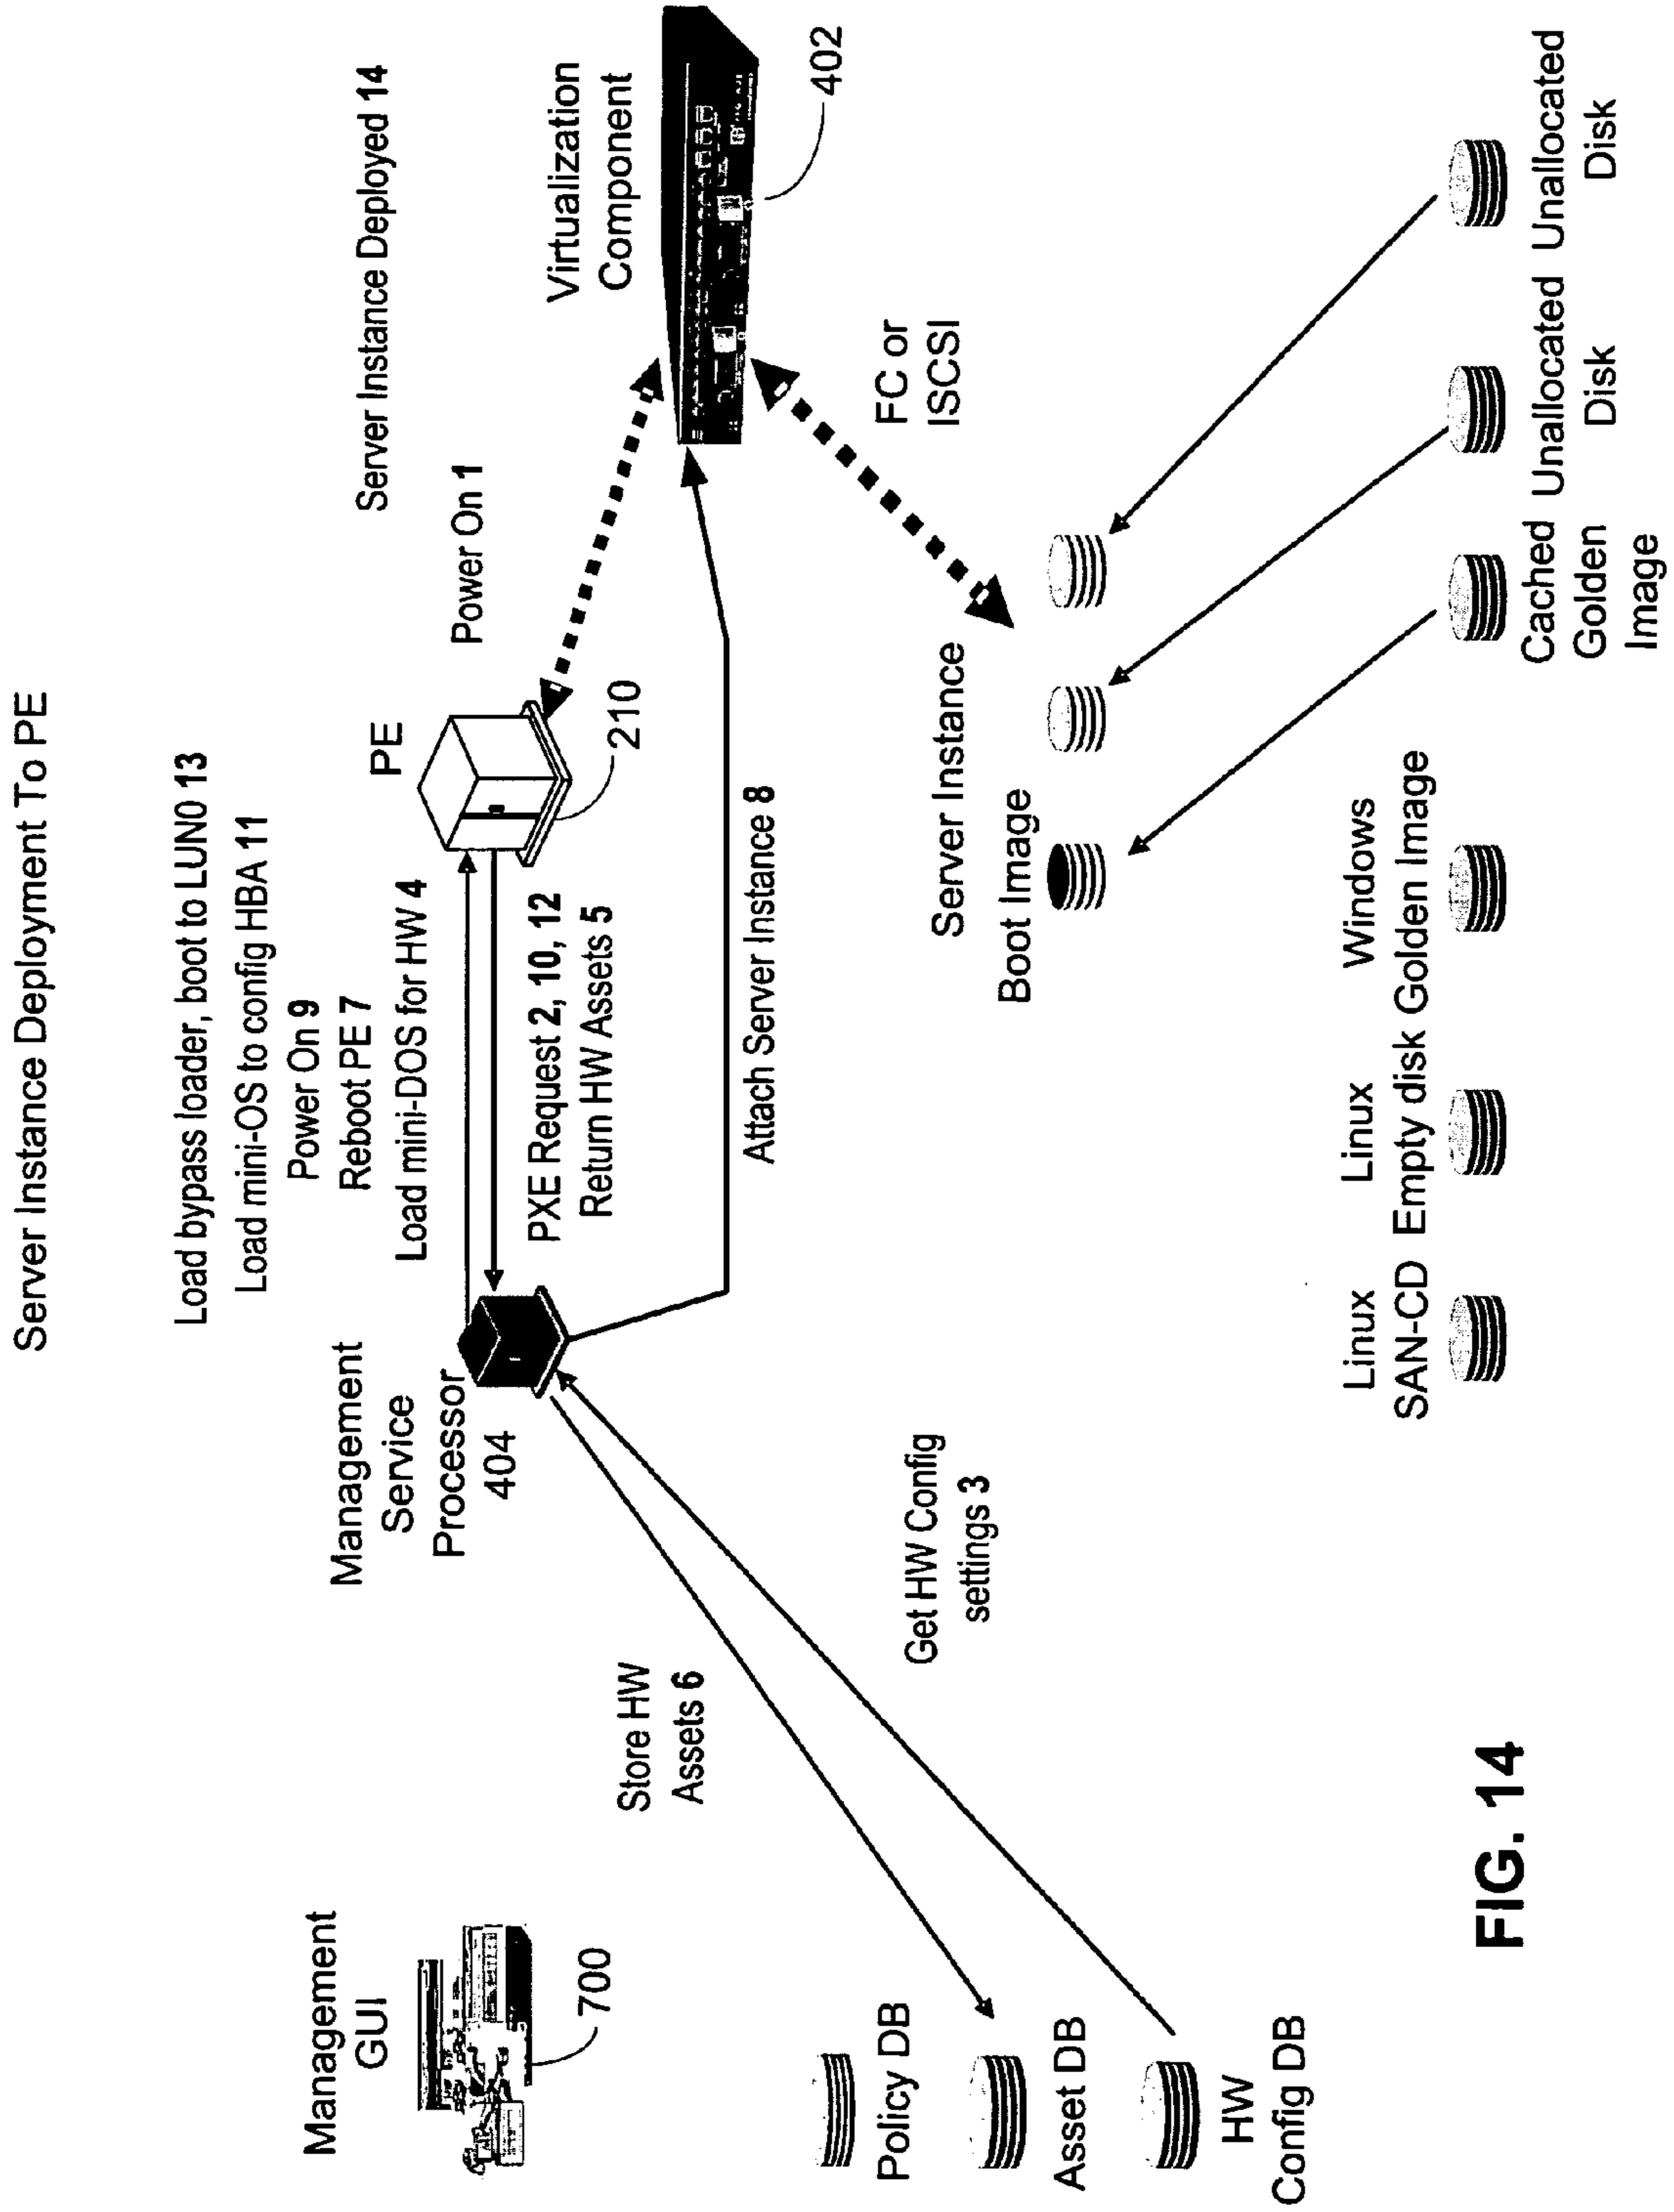 Server Instance Deployment To PE
Load bypass loader, boot to LUN0 13
Load mini-OS to config HBA 11
Power On 9
Reboot PE 7
Load mini-DOS for HW 4
PXE Request 2, 10, 12
Return HW Assets 5
Management
GUI
700
Management
Service
Processor
404
PE
210
Power On 1
Server Instance Deployed 14
Virtualization
Component
402
Store HW
Assets 6
Get HW Config
settings 3
Attach Server Instance 8
FC or
ISCSI
Server Instance
Boot Image
Policy DB
Asset DB
HW
Config DB
Linux
SAN-CD
Linux
Empty disk
Windows
Golden Image
Cached
Golden
Image
Unallocated
Disk
Unallocated
Disk
FIG. 14